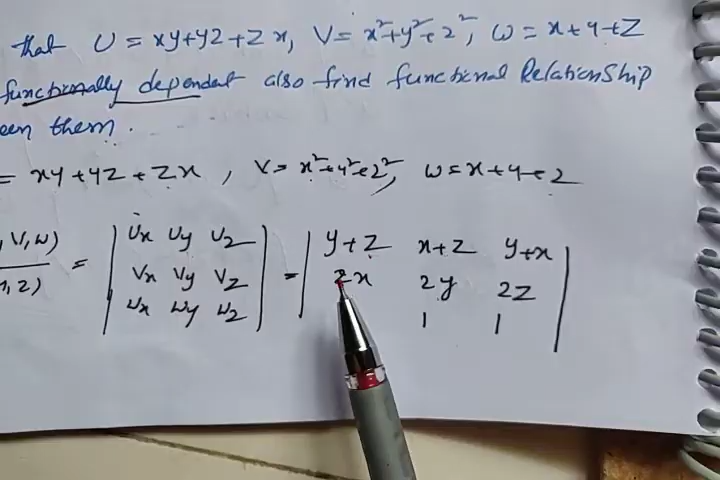 that U = xy+yz+zx, V = x²+y²+z², w = x+y+z
functionally dependent also find functional Relationship
een them.
= xy+yz+zx, V = x²+y²+z², w = x+y+z
, v, w) = | Ux Uy Uz | = | y+z x+z y+x |
, z) Vx Vy Vz 2x 2y 2z
wx wy wz 1 1